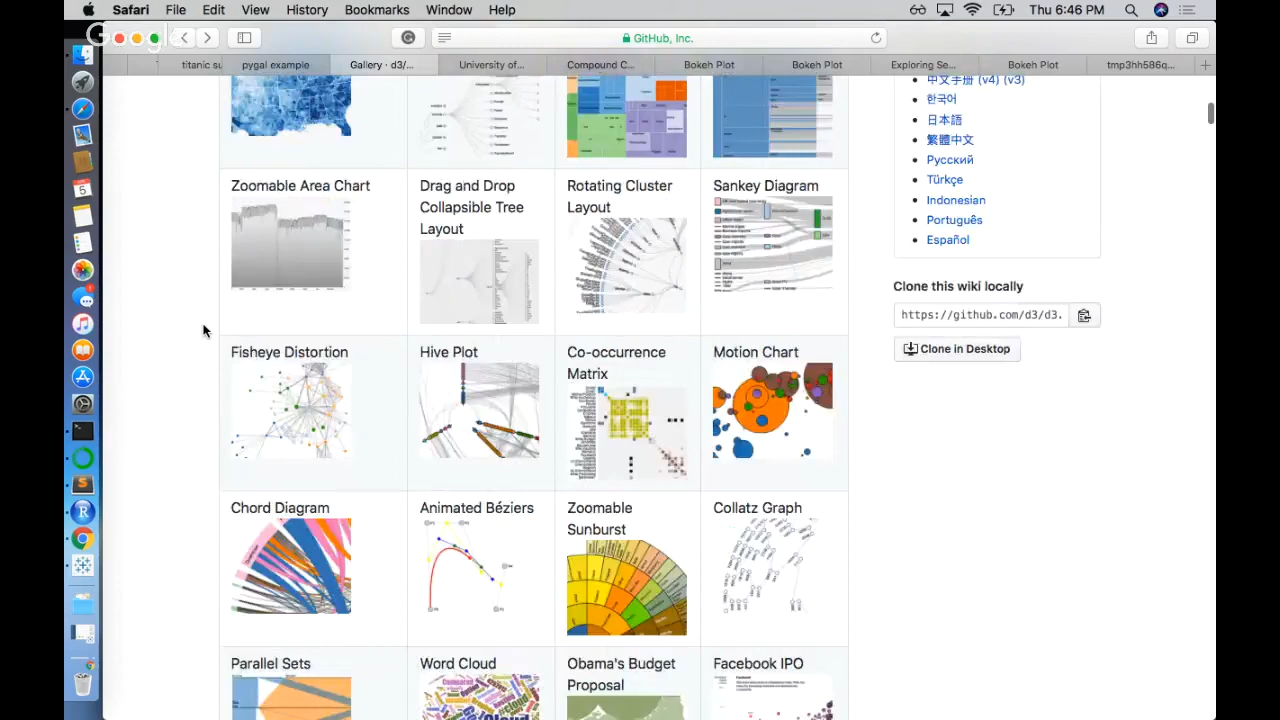 Safari File Edit View History Bookmarks Window Help Thu 6:46 PM
GitHub, Inc.
titanic su pygal example Gallery · d3/... University of... Compound C... Bokeh Plot Bokeh Plot Exploring Se... Bokeh Plot tmp3hh586q...
中文手册 (v4) (v3)
한국어
日本語
繁體中文
Русский
Türkçe
Indonesian
Português
Español
Clone this wiki locally
https://github.com/d3/d3.
Clone in Desktop
Zoomable Area Chart
Drag and Drop
Collapsible Tree
Layout
Rotating Cluster
Layout
Sankey Diagram
Fisheye Distortion
Hive Plot
Co-occurrence
Matrix
Motion Chart
Chord Diagram
Animated Béziers
Zoomable
Sunburst
Collatz Graph
Parallel Sets
Word Cloud
Obama's Budget
Proposal
Facebook IPO